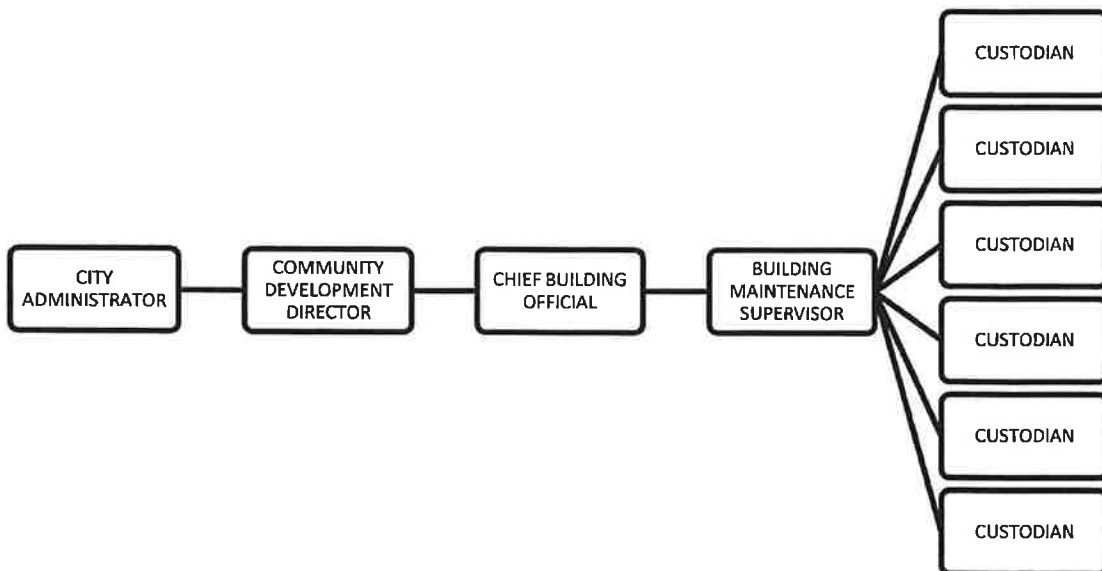 CITY
ADMINISTRATOR
COMMUNITY
DEVELOPMENT
DIRECTOR
CHIEF BUILDING
OFFICIAL
BUILDING
MAINTENANCE
SUPERVISOR
CUSTODIAN
CUSTODIAN
CUSTODIAN
CUSTODIAN
CUSTODIAN
CUSTODIAN